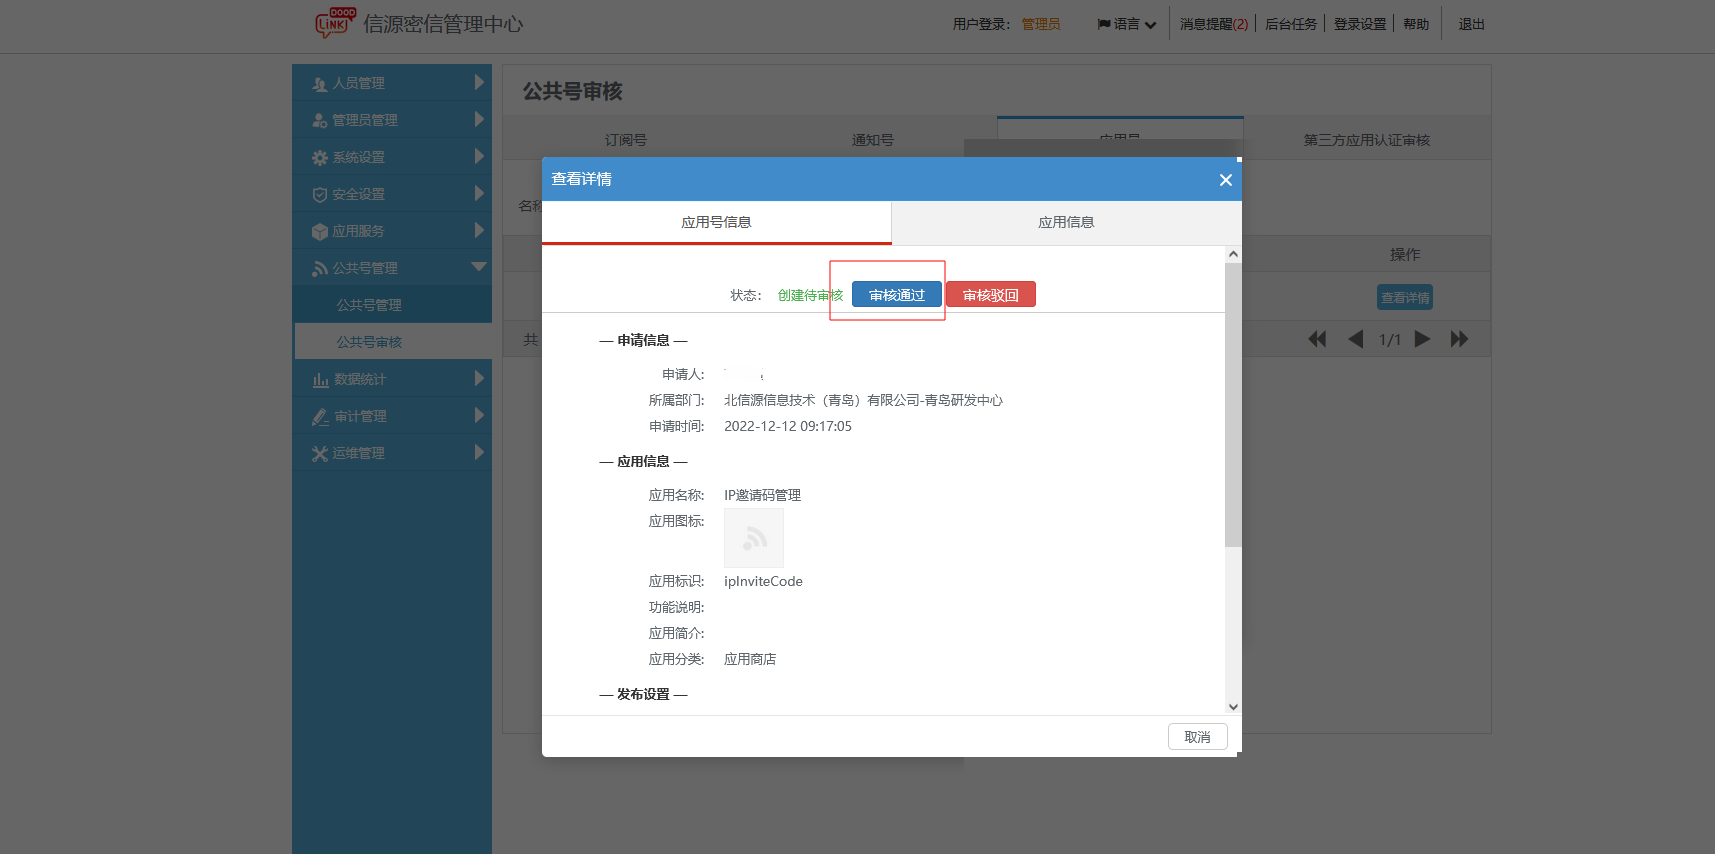 DOOD
LiNK
信源密信管理中心
用户登录： 管理员 语言 消息提醒(2) 后台任务 登录设置 帮助 退出
人员管理
管理员管理
系统设置
安全设置
应用服务
公共号管理
公共号管理
公共号审核
数据统计
审计管理
运维管理
公共号审核
订阅号 通知号 应用号 第三方应用认证审核
名称
操作
查看详情
共
1/1
查看详情
应用号信息 应用信息
状态： 创建待审核 审核通过 审核驳回
— 申请信息 —
申请人:
所属部门: 北信源信息技术（青岛）有限公司-青岛研发中心
申请时间: 2022-12-12 09:17:05
— 应用信息 —
应用名称: IP邀请码管理
应用图标:
应用标识: ipInviteCode
功能说明:
应用简介:
应用分类: 应用商店
— 发布设置 —
取消